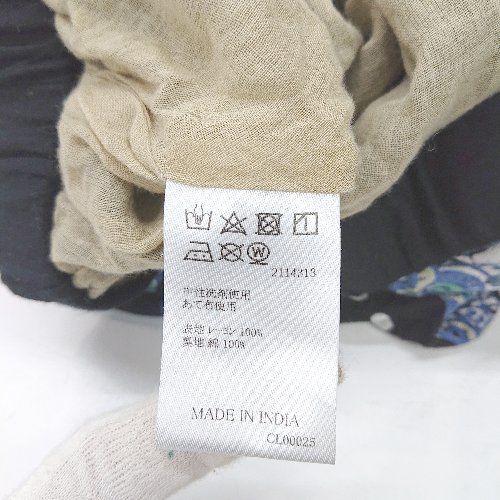 2114213
中性洗剤使用
あて布使用
表地 レーヨン 100%
裏地 綿 100%
MADE IN INDIA
CL00025